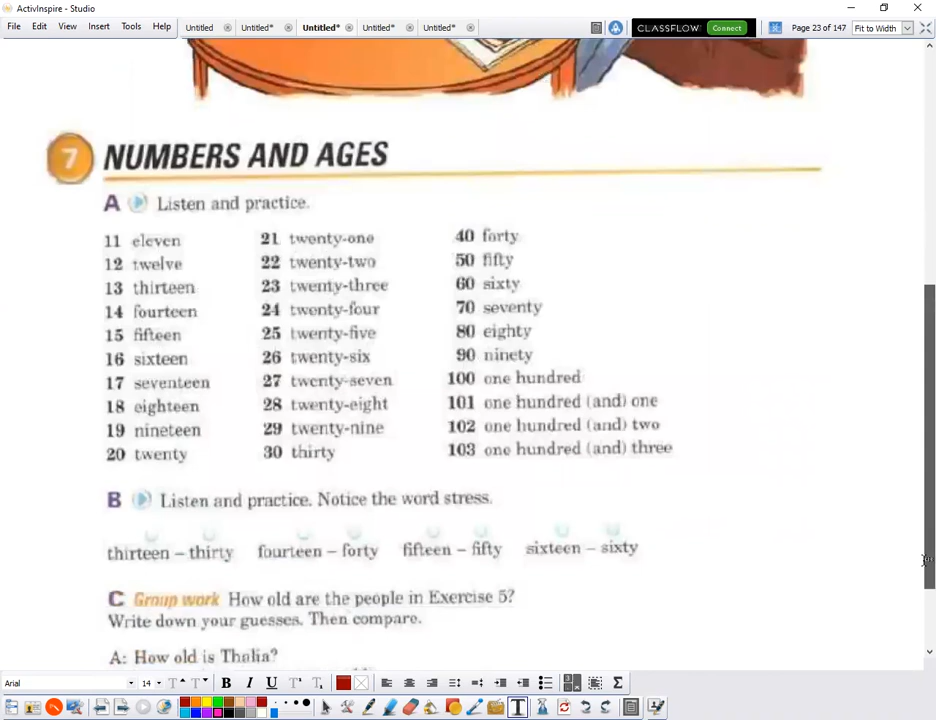 ActivInspire - Studio
File Edit View Insert Tools Help Untitled Untitled* Untitled* Untitled* Untitled* CLASSFLOW Connect Page 23 of 147 Fit to Width
7 NUMBERS AND AGES
A Listen and practice.
11 eleven 21 twenty-one 40 forty
12 twelve 22 twenty-two 50 fifty
13 thirteen 23 twenty-three 60 sixty
14 fourteen 24 twenty-four 70 seventy
15 fifteen 25 twenty-five 80 eighty
16 sixteen 26 twenty-six 90 ninety
17 seventeen 27 twenty-seven 100 one hundred
18 eighteen 28 twenty-eight 101 one hundred (and) one
19 nineteen 29 twenty-nine 102 one hundred (and) two
20 twenty 30 thirty 103 one hundred (and) three
B Listen and practice. Notice the word stress.
thirteen – thirty fourteen – forty fifteen – fifty sixteen – sixty
C Group work How old are the people in Exercise 5?
Write down your guesses. Then compare.
A: How old is Thalia?
Arial 14 T T B I U T T Σ
T